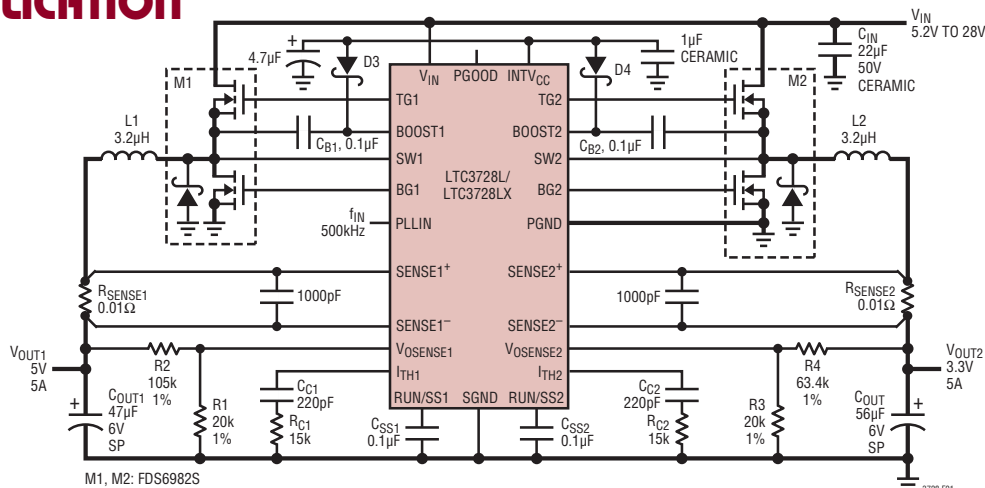 VIN
5.2V TO 28V
CIN
22µF
50V
CERAMIC
4.7µF
D3
D4
1µF
CERAMIC
M1
M2
VIN
PGOOD
INTVCC
TG1
TG2
BOOST1
BOOST2
CB1, 0.1µF
CB2, 0.1µF
L1
3.2µH
L2
3.2µH
SW1
SW2
LTC3728L/
LTC3728LX
BG1
BG2
fIN
500kHz
PLLIN
PGND
SENSE1+
SENSE2+
RSENSE1
0.01Ω
1000pF
1000pF
RSENSE2
0.01Ω
SENSE1–
SENSE2–
VOSENSE1
VOSENSE2
VOUT1
5V
5A
R2
105k
1%
R4
63.4k
1%
VOUT2
3.3V
5A
ITH1
ITH2
COUT1
47µF
6V
SP
R1
20k
1%
CC1
220pF
RC1
15k
RUN/SS1
SGND
RUN/SS2
CSS1
0.1µF
CSS2
0.1µF
CC2
220pF
RC2
15k
R3
20k
1%
COUT
56µF
6V
SP
M1, M2: FDS6982S